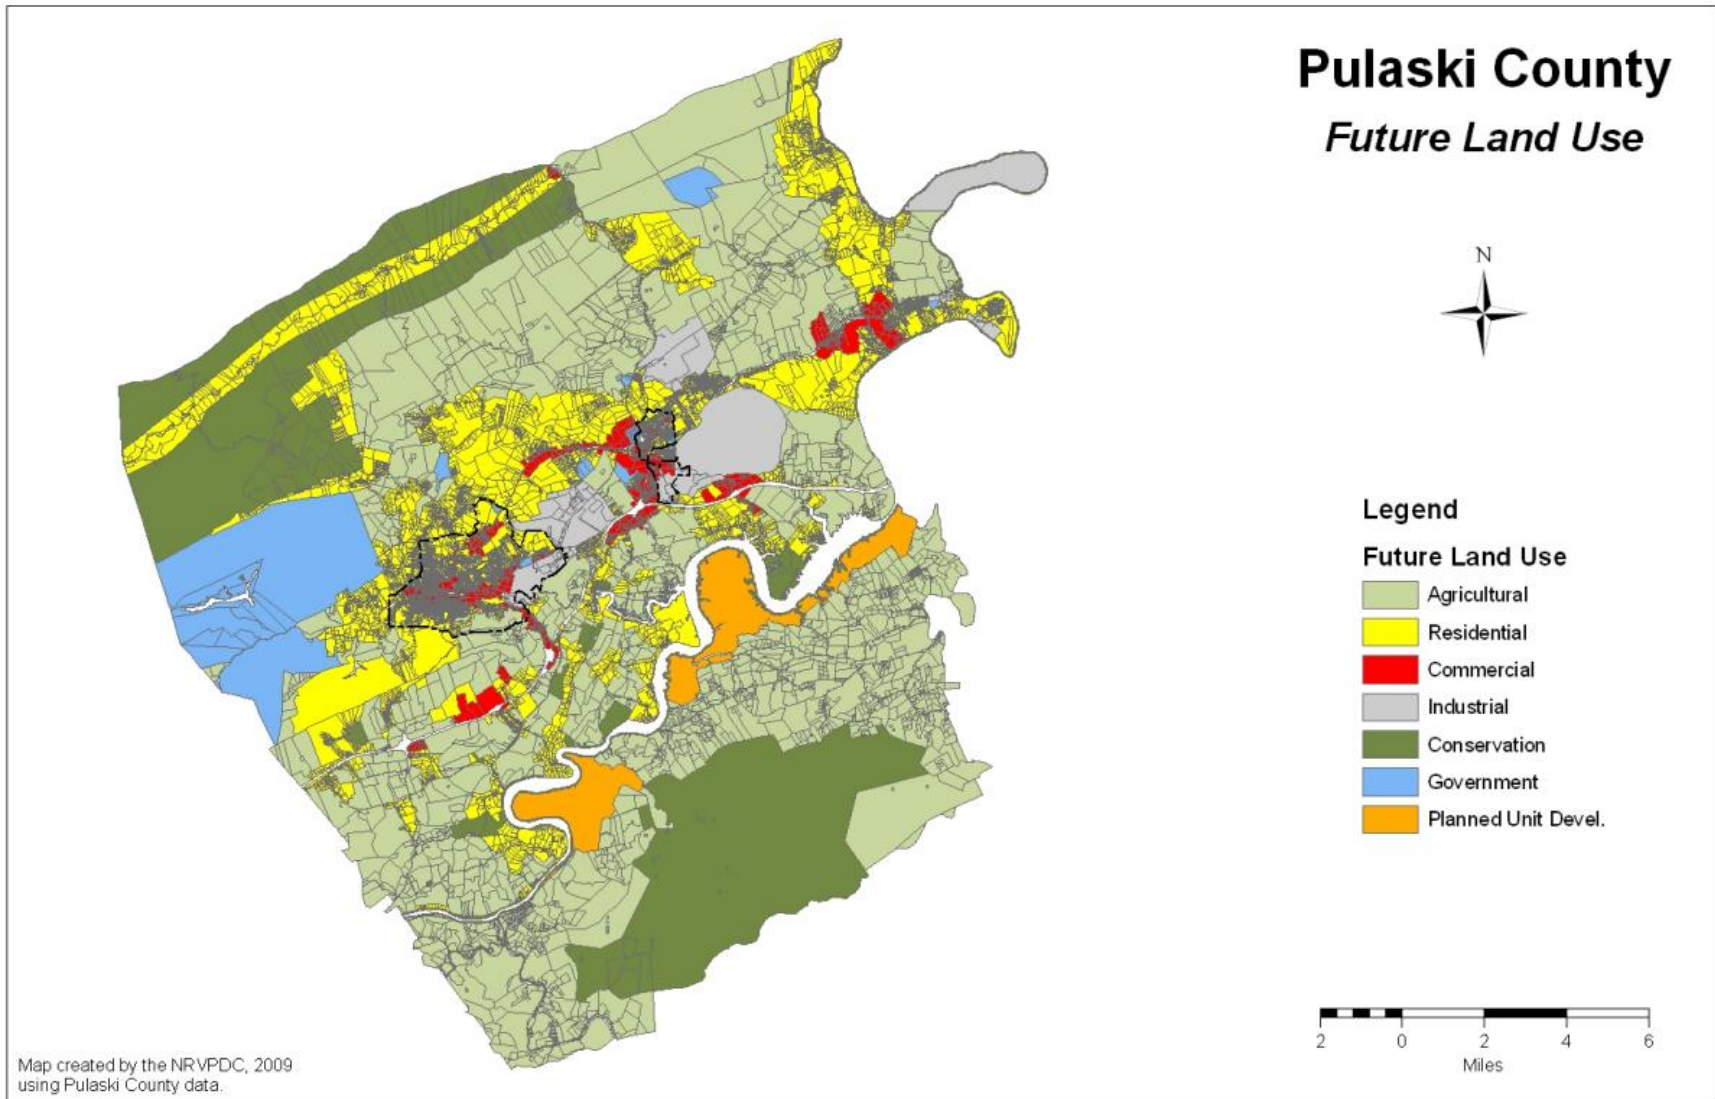 Pulaski County
Future Land Use
N
Legend
Future Land Use
Agricultural
Residential
Commercial
Industrial
Conservation
Government
Planned Unit Devel.
2 0 2 4 6
Miles
Map created by the NRVPDC, 2009
using Pulaski County data.